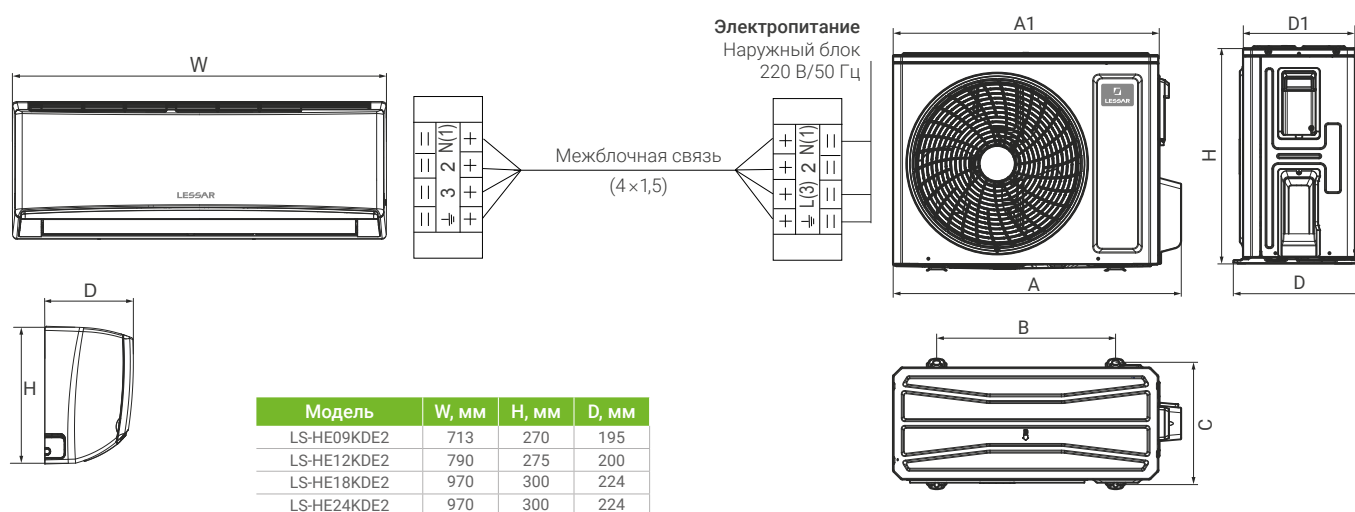 W
LESSAR
D
H
N(1)
2
3
Межблочная связь
(4×1,5)
Электропитание
Наружный блок
220 В/50 Гц
N(1)
2
L(3)
A1
LESSAR
A
D1
H
D
B
C
Модель W, мм H, мм D, мм
LS-HE09KDE2 713 270 195
LS-HE12KDE2 790 275 200
LS-HE18KDE2 970 300 224
LS-HE24KDE2 970 300 224